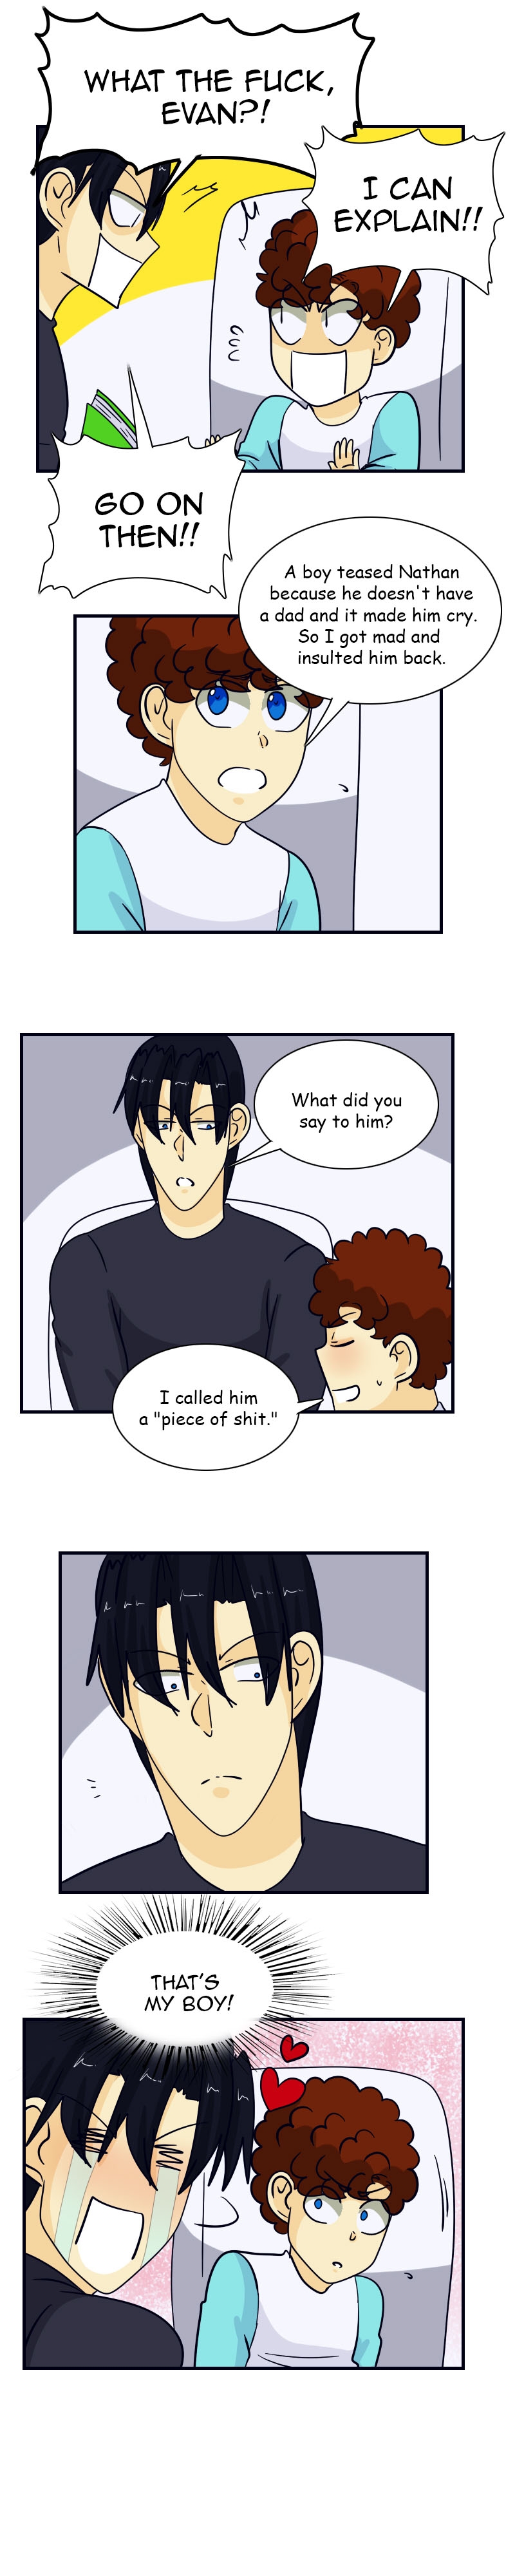 WHAT THE FUCK,
EVAN?!
I CAN
EXPLAIN!!
GO ON
THEN!!
A boy teased Nathan
because he doesn't have
a dad and it made him cry.
So I got mad and
insulted him back.
What did you
say to him?
I called him
a "piece of shit."
THAT'S
MY BOY!